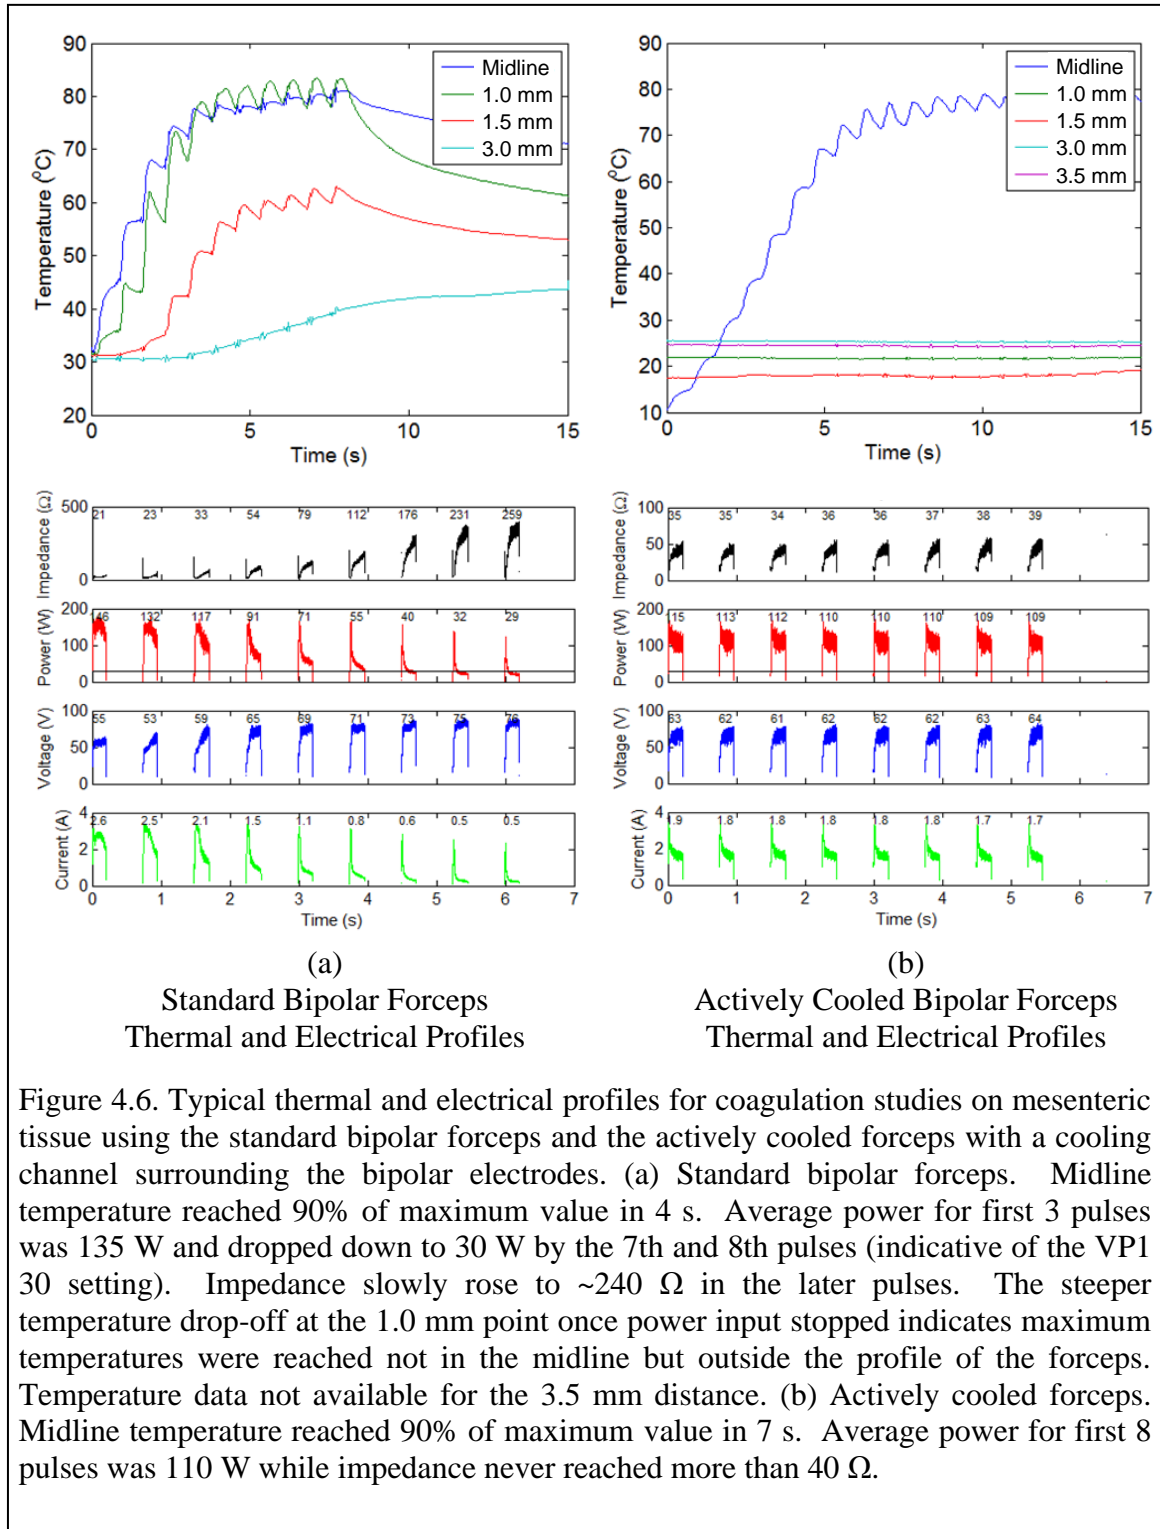 90
80
70
60
50
40
30
20
Temperature (⁰C)
Midline
1.0 mm
1.5 mm
3.0 mm
0 5 10 15
Time (s)
90
80
70
60
50
40
30
20
10
Temperature (⁰C)
Midline
1.0 mm
1.5 mm
3.0 mm
3.5 mm
0 5 10 15
Time (s)
Impedance (Ω)
500
0
21 23 33 54 79 112 176 231 259
Power (W)
200
100
0
146 132 117 91 71 55 40 32 29
Voltage (V)
100
50
0
55 53 59 65 69 71 73 75 76
Current (A)
4
2
0
2.6 2.5 2.1 1.5 1.1 0.8 0.6 0.5 0.5
0 1 2 3 4 5 6 7
Time (s)
Impedance (Ω)
100
50
0
35 35 34 36 36 37 38 39
Power (W)
200
100
0
115 113 112 110 110 110 109 109
Voltage (V)
100
50
0
63 62 61 62 62 62 63 64
Current (A)
4
2
0
1.9 1.8 1.8 1.8 1.8 1.8 1.7 1.7
0 1 2 3 4 5 6 7
Time (s)
(a)
Standard Bipolar Forceps
Thermal and Electrical Profiles
(b)
Actively Cooled Bipolar Forceps
Thermal and Electrical Profiles
Figure 4.6. Typical thermal and electrical profiles for coagulation studies on mesenteric
tissue using the standard bipolar forceps and the actively cooled forceps with a cooling
channel surrounding the bipolar electrodes. (a) Standard bipolar forceps. Midline
temperature reached 90% of maximum value in 4 s. Average power for first 3 pulses
was 135 W and dropped down to 30 W by the 7th and 8th pulses (indicative of the VP1
30 setting). Impedance slowly rose to ~240 Ω in the later pulses. The steeper
temperature drop-off at the 1.0 mm point once power input stopped indicates maximum
temperatures were reached not in the midline but outside the profile of the forceps.
Temperature data not available for the 3.5 mm distance. (b) Actively cooled forceps.
Midline temperature reached 90% of maximum value in 7 s. Average power for first 8
pulses was 110 W while impedance never reached more than 40 Ω.